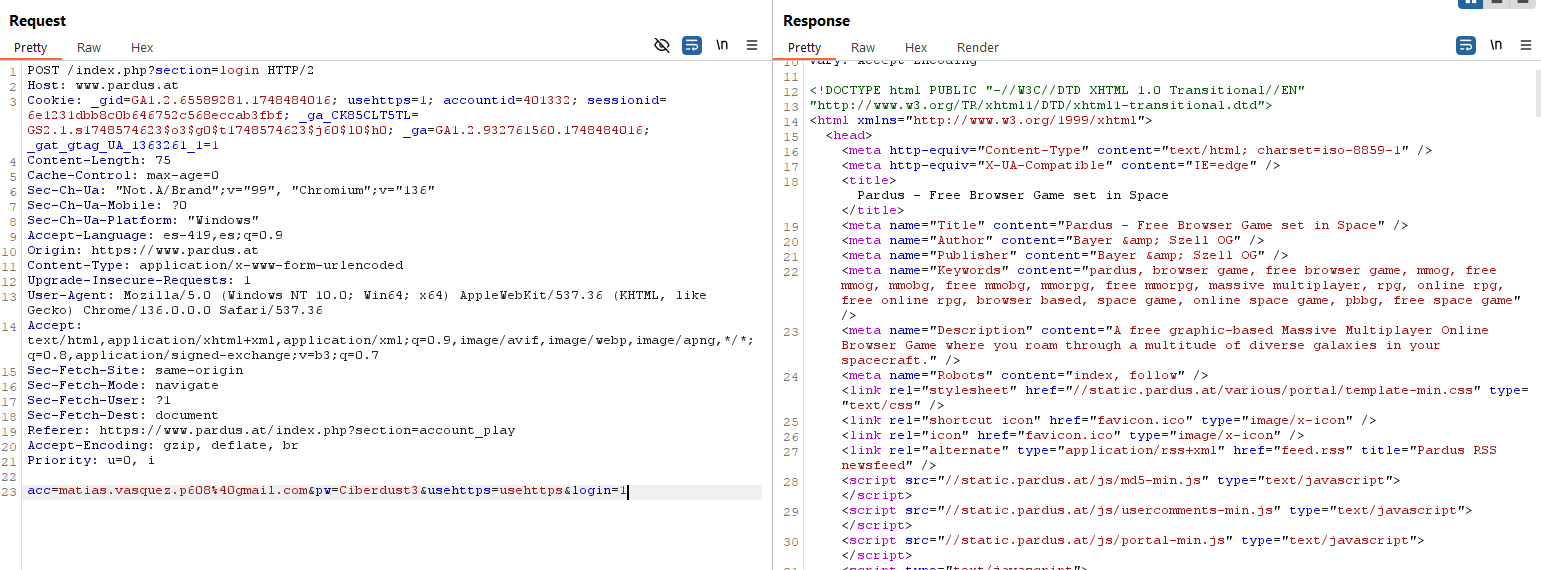 Request
Pretty Raw Hex
\n
1 POST /index.php?section=login HTTP/2
2 Host: www.pardus.at
3 Cookie: _gid=GA1.2.65589281.1748484016; usehttps=1; accountid=401332; sessionid=
6e1231dbb8c0b646752c568eccab3fbf; _ga_CK85CLT5TL=
GS2.1.s1748574623$o3$g0$t1748574623$j60$l0$h0; _ga=GA1.2.932761560.1748484016;
_gat_gtag_UA_1363261_1=1
4 Content-Length: 75
5 Cache-Control: max-age=0
6 Sec-Ch-Ua: "Not.A/Brand";v="99", "Chromium";v="136"
7 Sec-Ch-Ua-Mobile: ?0
8 Sec-Ch-Ua-Platform: "Windows"
9 Accept-Language: es-419,es;q=0.9
10 Origin: https://www.pardus.at
11 Content-Type: application/x-www-form-urlencoded
12 Upgrade-Insecure-Requests: 1
13 User-Agent: Mozilla/5.0 (Windows NT 10.0; Win64; x64) AppleWebKit/537.36 (KHTML, like
Gecko) Chrome/136.0.0.0 Safari/537.36
14 Accept:
text/html,application/xhtml+xml,application/xml;q=0.9,image/avif,image/webp,image/apng,*/*;
q=0.8,application/signed-exchange;v=b3;q=0.7
15 Sec-Fetch-Site: same-origin
16 Sec-Fetch-Mode: navigate
17 Sec-Fetch-User: ?1
18 Sec-Fetch-Dest: document
19 Referer: https://www.pardus.at/index.php?section=account_play
20 Accept-Encoding: gzip, deflate, br
21 Priority: u=0, i
22
23 acc=matias.vasquez.p608%40gmail.com&pw=Ciberdust3&usehttps=usehttps&login=1
Response
Pretty Raw Hex Render
\n
10 Vary: Accept-Encoding
11
12 <!DOCTYPE html PUBLIC "-//W3C//DTD XHTML 1.0 Transitional//EN"
13 "http://www.w3.org/TR/xhtml1/DTD/xhtml1-transitional.dtd">
14 <html xmlns="http://www.w3.org/1999/xhtml">
15 <head>
16 <meta http-equiv="Content-Type" content="text/html; charset=iso-8859-1" />
17 <meta http-equiv="X-UA-Compatible" content="IE=edge" />
18 <title>
Pardus - Free Browser Game set in Space
</title>
19 <meta name="Title" content="Pardus - Free Browser Game set in Space" />
20 <meta name="Author" content="Bayer &amp; Szell OG" />
21 <meta name="Publisher" content="Bayer &amp; Szell OG" />
22 <meta name="Keywords" content="pardus, browser game, free browser game, mmog, free
mmog, mmobg, free mmobg, mmorpg, free mmorpg, massive multiplayer, rpg, online rpg,
free online rpg, browser based, space game, online space game, pbbg, free space game"
/>
23 <meta name="Description" content="A free graphic-based Massive Multiplayer Online
Browser Game where you roam through a multitude of diverse galaxies in your
spacecraft." />
24 <meta name="Robots" content="index, follow" />
<link rel="stylesheet" href="//static.pardus.at/various/portal/template-min.css" type=
"text/css" />
25 <link rel="shortcut icon" href="favicon.ico" type="image/x-icon" />
26 <link rel="icon" href="favicon.ico" type="image/x-icon" />
27 <link rel="alternate" type="application/rss+xml" href="feed.rss" title="Pardus RSS
newsfeed" />
28 <script src="//static.pardus.at/js/md5-min.js" type="text/javascript">
</script>
29 <script src="//static.pardus.at/js/usercomments-min.js" type="text/javascript">
</script>
30 <script src="//static.pardus.at/js/portal-min.js" type="text/javascript">
</script>
31 <script type="text/javascript">